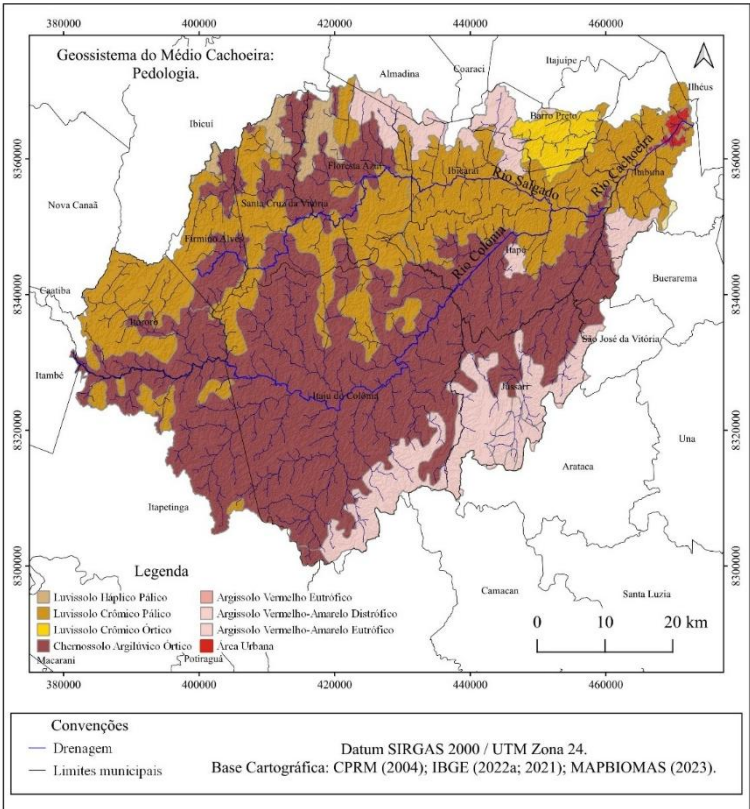 380000 400000 420000 440000 460000
Geossistema do Médio Cachoeira:
Pedologia.
Almadina
Coaraci
Itajuípe
Ilhéus
Ibicuí
Barro Preto
8360000
8360000
Floresta Azul
Ibicaraí
Rio Salgado
Rio Cachoeira
Itabuna
Nova Canaã
Santa Cruz da Vitória
Firmino Alves
Rio Colônia
Itapé
Buerarema
8340000
8340000
Caatiba
Itororó
São José da Vitória
Itambé
Itaju do Colônia
Jussari
8320000
8320000
Una
Arataca
Itapetinga
8300000
8300000
Legenda
Luvissolo Háplico Pálico
Luvissolo Crômico Pálico
Luvissolo Crômico Órtico
Chernossolo Argilúvico Órtico
Argissolo Vermelho Eutrófico
Argissolo Vermelho-Amarelo Distrófico
Argissolo Vermelho-Amarelo Eutrófico
Área Urbana
Camacan
Santa Luzia
0 10 20 km
Macarani
Potiraguá
380000 400000 420000 440000 460000
Convenções
Drenagem
Limites municipais
Datum SIRGAS 2000 / UTM Zona 24.
Base Cartográfica: CPRM (2004); IBGE (2022a; 2021); MAPBIOMAS (2023).